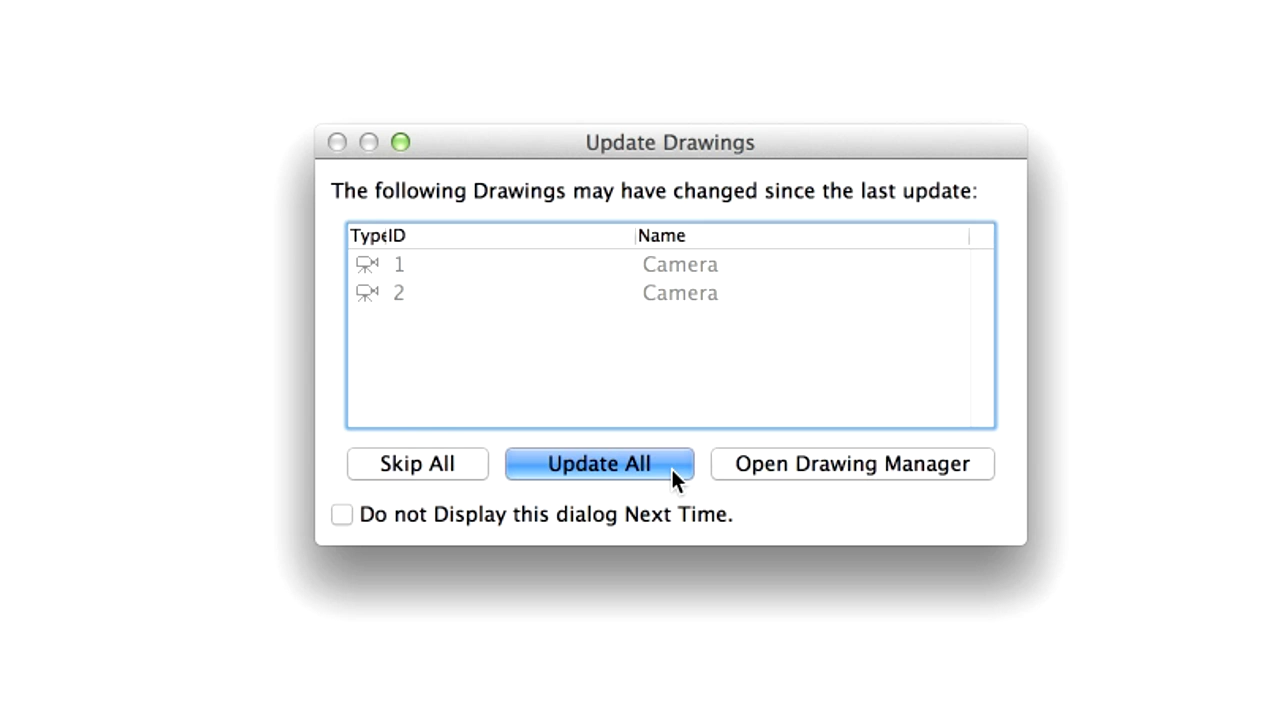 Update Drawings
The following Drawings may have changed since the last update:
Type ID Name
1 Camera
2 Camera
Skip All Update All Open Drawing Manager
Do not Display this dialog Next Time.